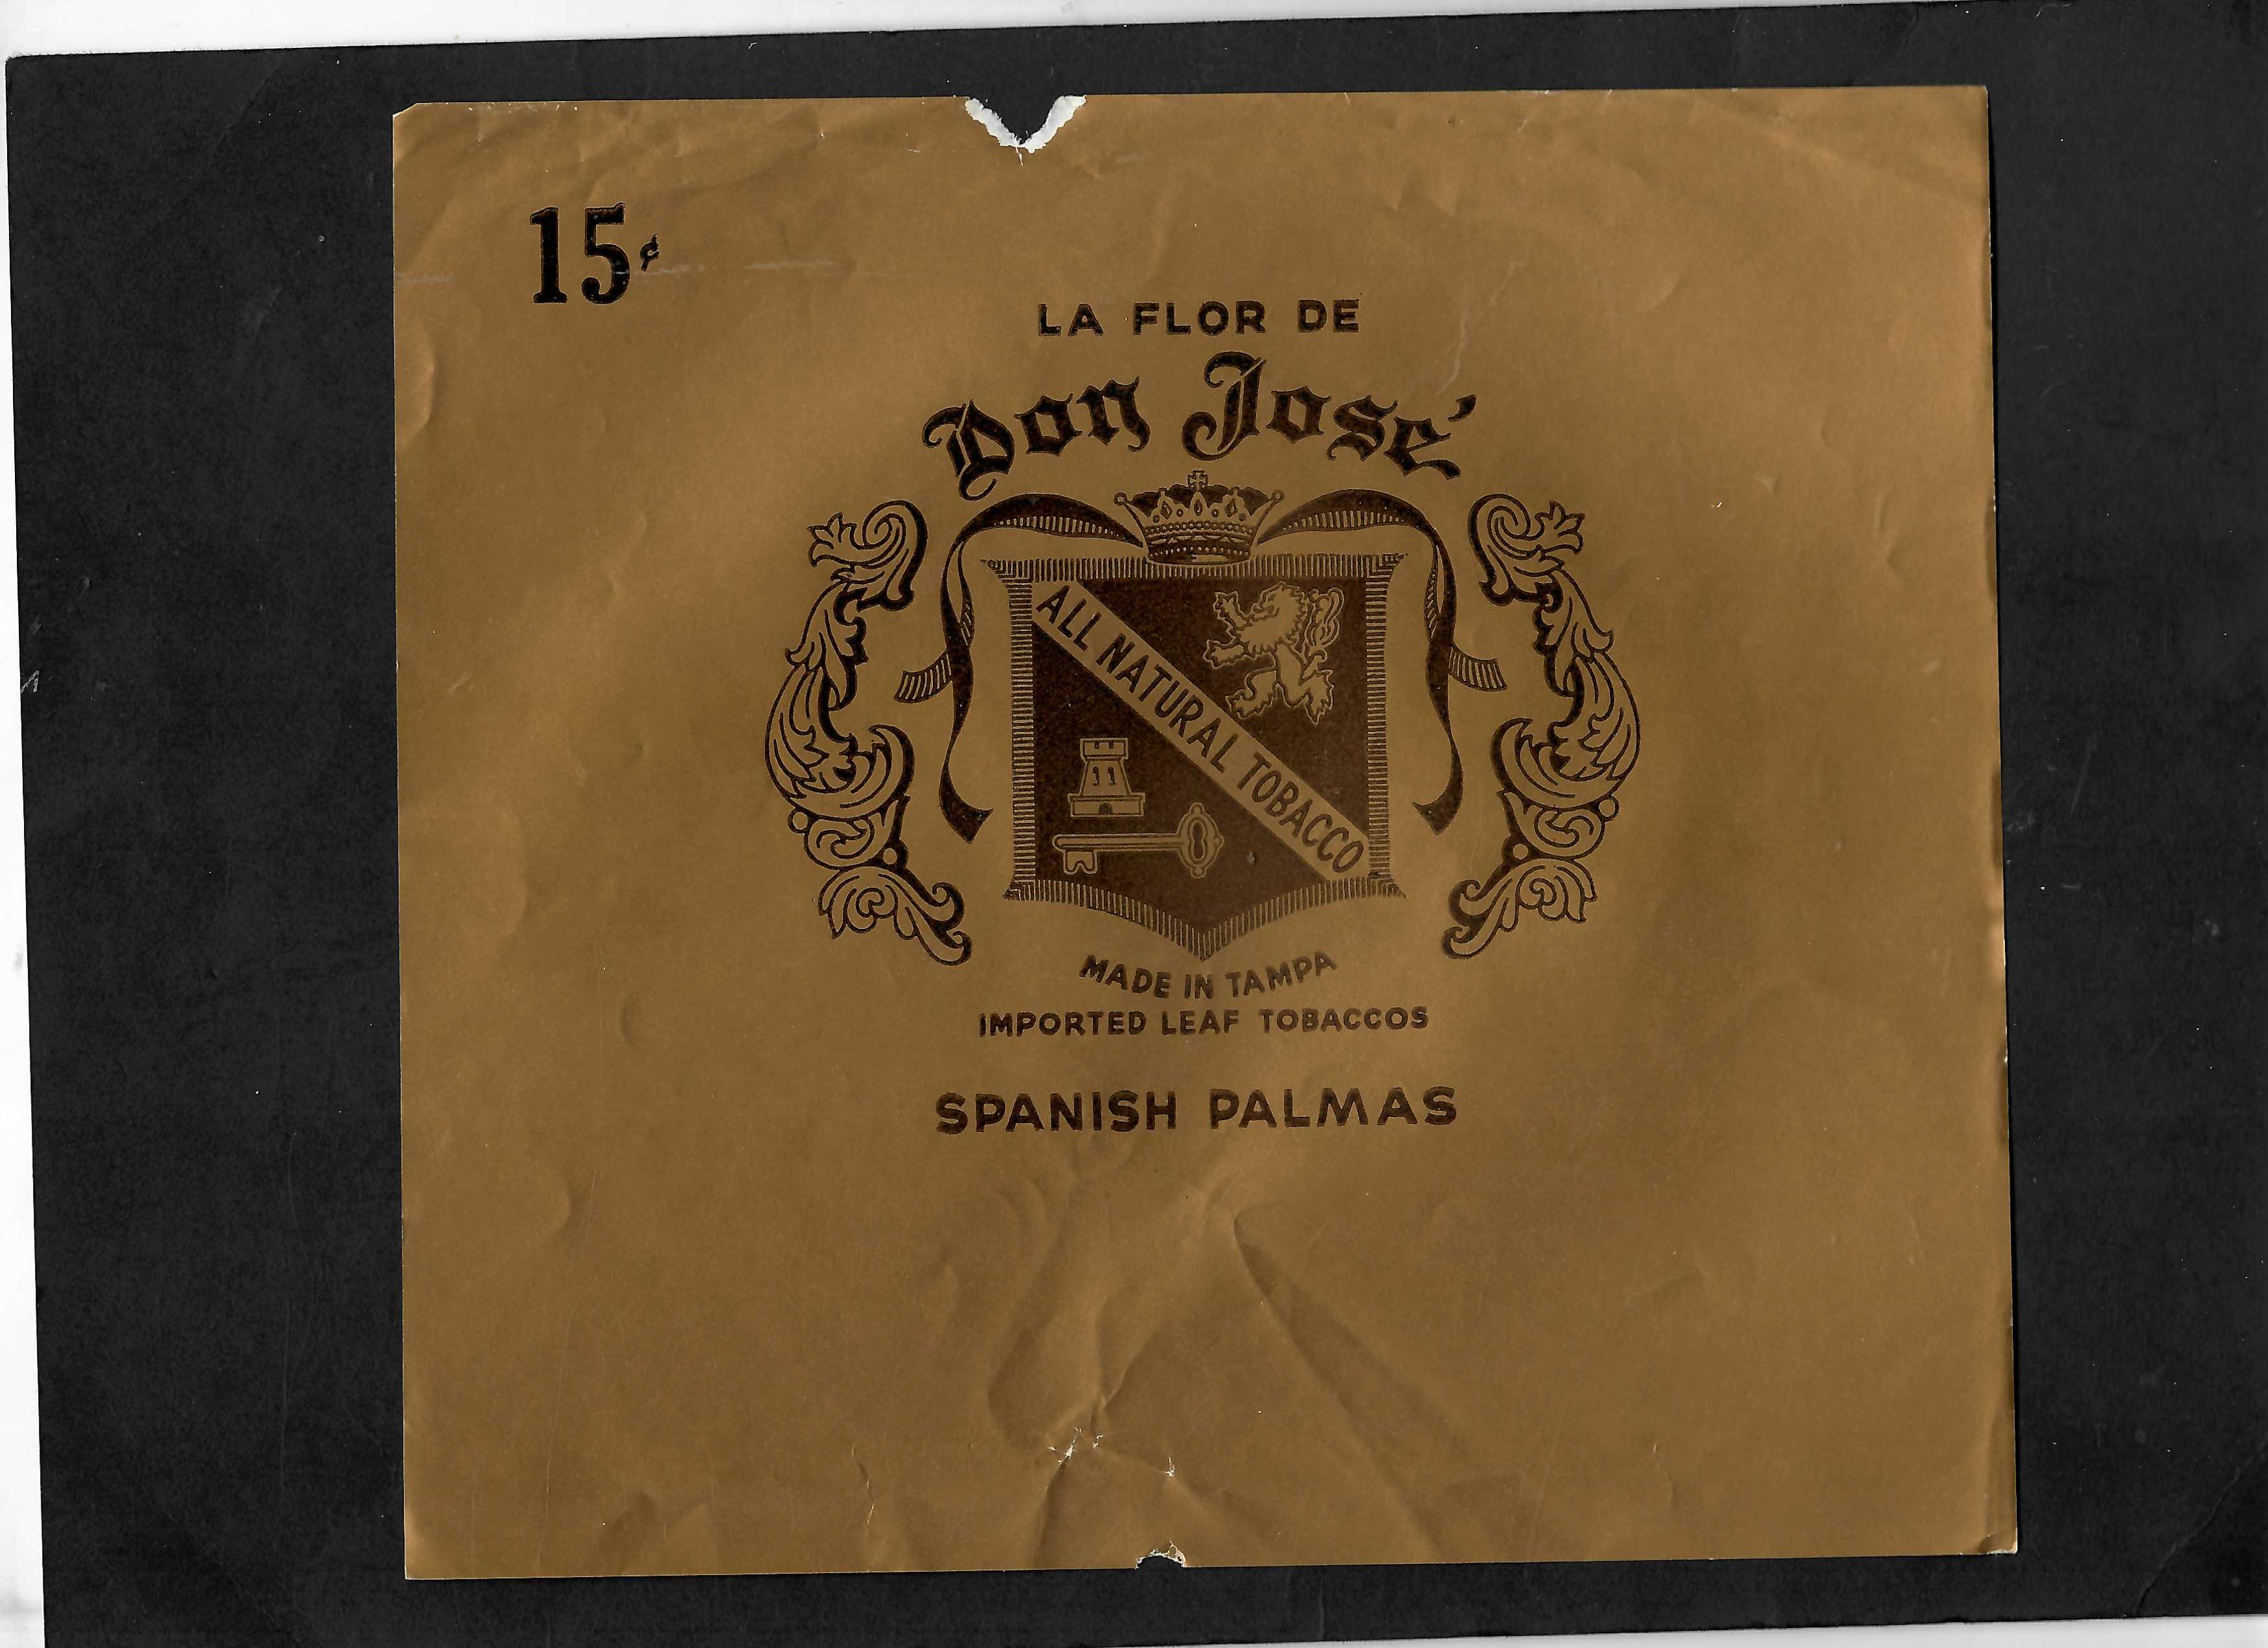 15¢
LA FLOR DE
Don José
ALL NATURAL TOBACCO
MADE IN TAMPA
IMPORTED LEAF TOBACCOS
SPANISH PALMAS